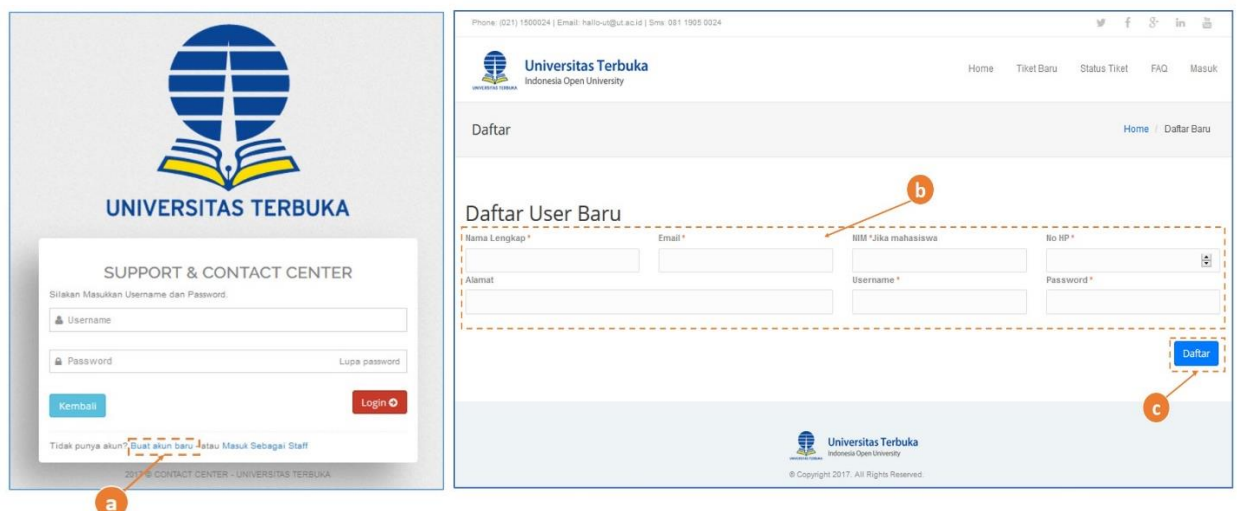 UNIVERSITAS TERBUKA
SUPPORT & CONTACT CENTER
Silakan Masukkan Username dan Password.
Username
Password Lupa password
Kembali Login
Tidak punya akun? Buat akun baru atau Masuk Sebagai Staff
2017 © CONTACT CENTER - UNIVERSITAS TERBUKA
a
Phone: (021) 1500024 | Email: hallo-ut@ut.ac.id | Sms: 081 1905 0024
UNIVERSITAS TERBUKA
Universitas Terbuka
Indonesia Open University
Home Tiket Baru Status Tiket FAQ Masuk
Daftar Home / Daftar Baru
b
Daftar User Baru
Nama Lengkap * Email * NIM *Jika mahasiswa No HP *
Alamat Username * Password *
Daftar
c
Universitas Terbuka
Indonesia Open University
© Copyright 2017. All Rights Reserved.